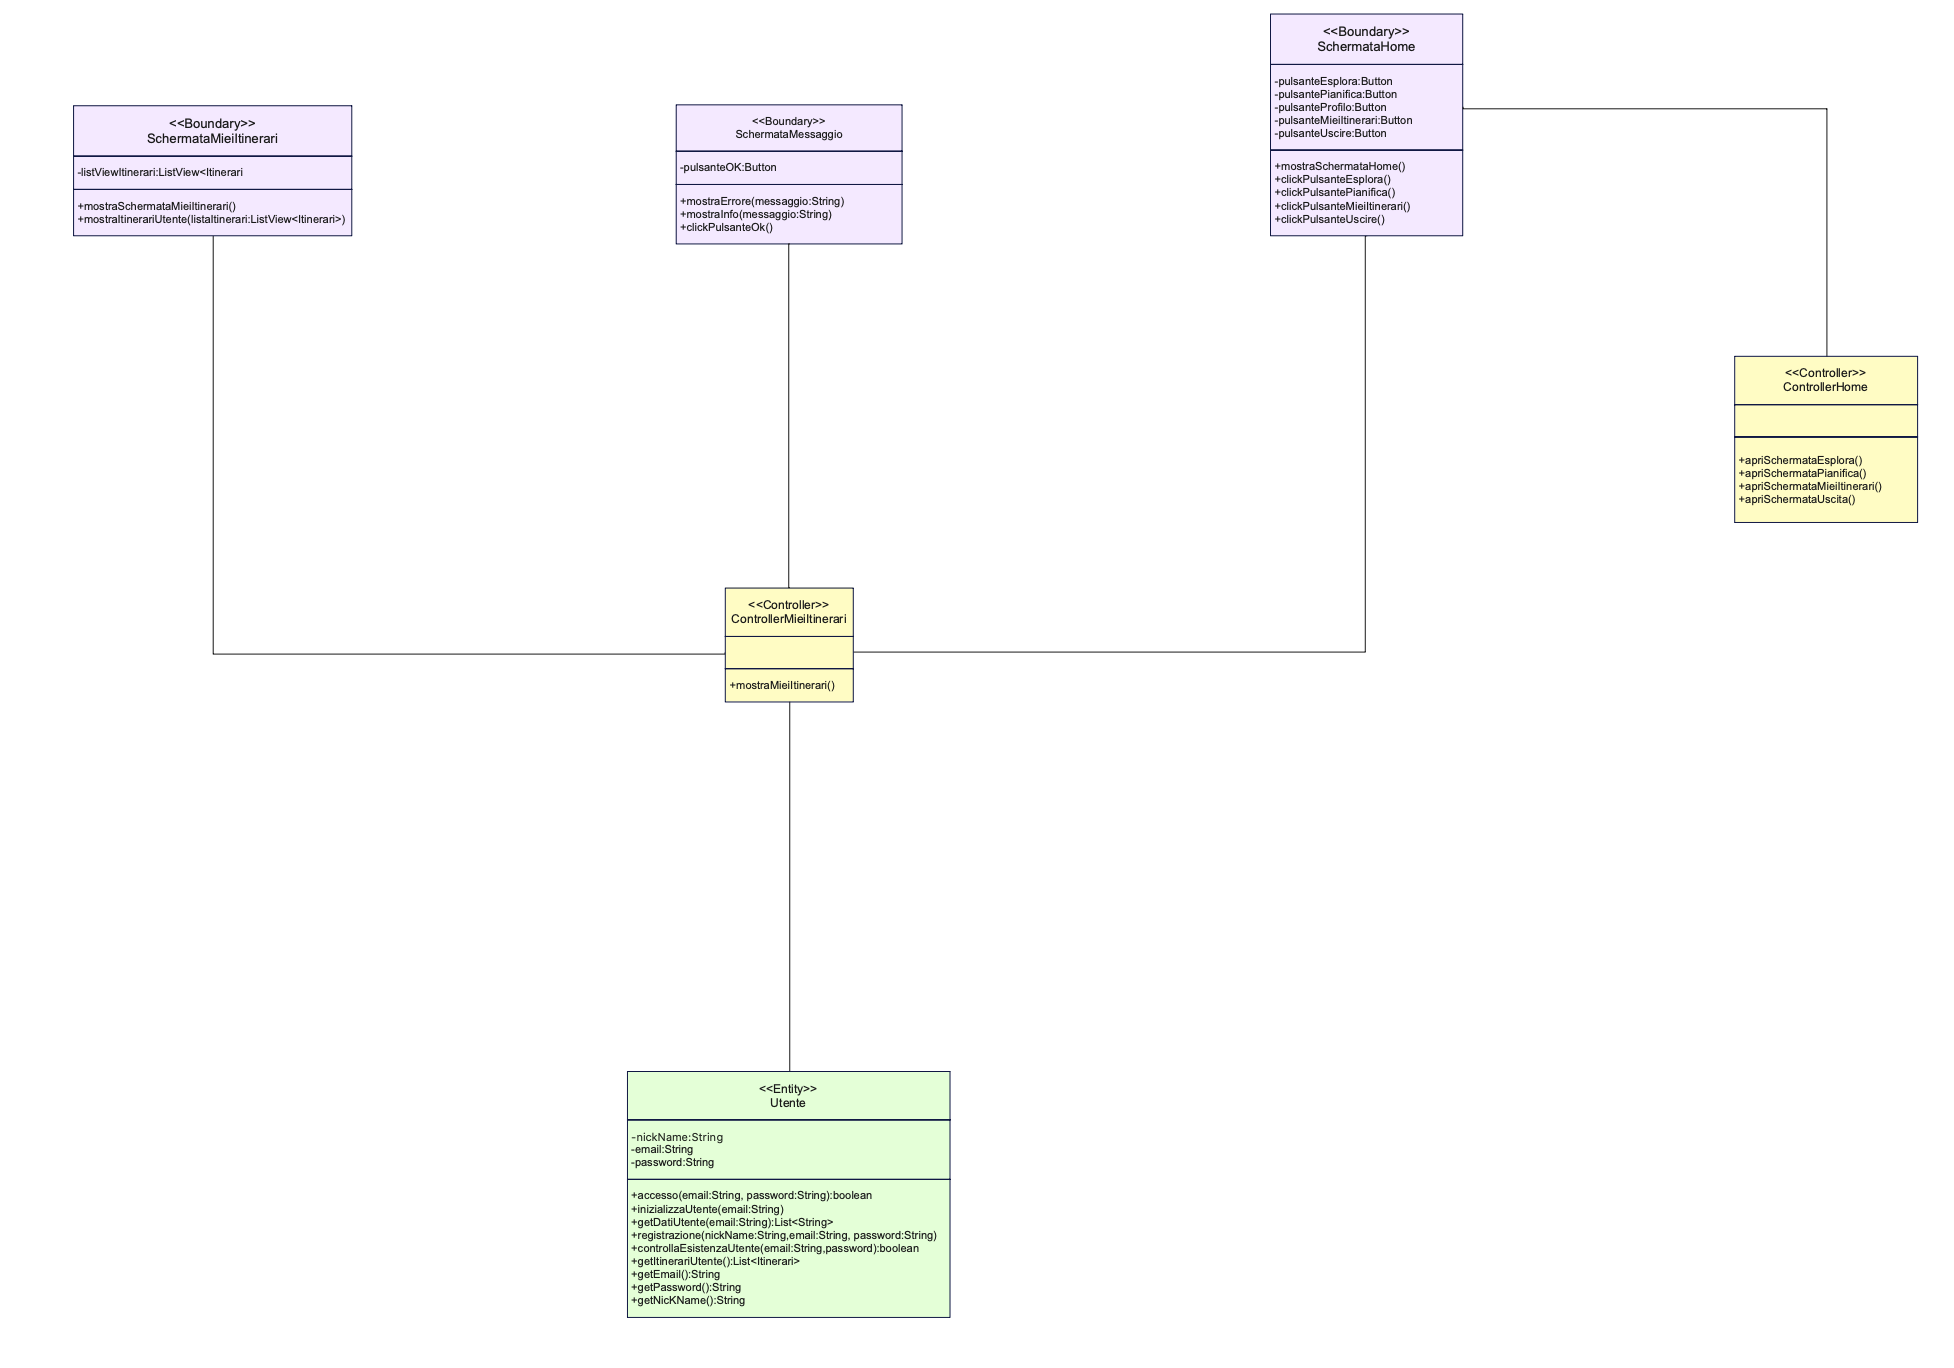 <<Boundary>>
SchermataHome
-pulsanteEsplora:Button
-pulsantePianifica:Button
-pulsanteProfilo:Button
-pulsanteMieiItinerari:Button
-pulsanteUscire:Button
+mostraSchermataHome()
+clickPulsanteEsplora()
+clickPulsantePianifica()
+clickPulsanteMieiItinerari()
+clickPulsanteUscire()
<<Boundary>>
SchermataMieiItinerari
-listViewItinerari:ListView<Itinerari
+mostraSchermataMieiItinerari()
+mostraItinerariUtente(listaItinerari:ListView<Itinerari>)
<<Boundary>>
SchermataMessaggio
-pulsanteOK:Button
+mostraErrore(messaggio:String)
+mostraInfo(messaggio:String)
+clickPulsanteOk()
<<Controller>>
ControllerHome
+apriSchermataEsplora()
+apriSchermataPianifica()
+apriSchermataMieiItinerari()
+apriSchermataUscita()
<<Controller>>
ControllerMieiItinerari
+mostraMieiItinerari()
<<Entity>>
Utente
-nickName:String
-email:String
-password:String
+accesso(email:String, password:String):boolean
+inizializzaUtente(email:String)
+getDatiUtente(email:String):List<String>
+registrazione(nickName:String,email:String, password:String)
+controllaEsistenzaUtente(email:String,password):boolean
+getItinerariUtente():List<Itinerari>
+getEmail():String
+getPassword():String
+getNicKName():String